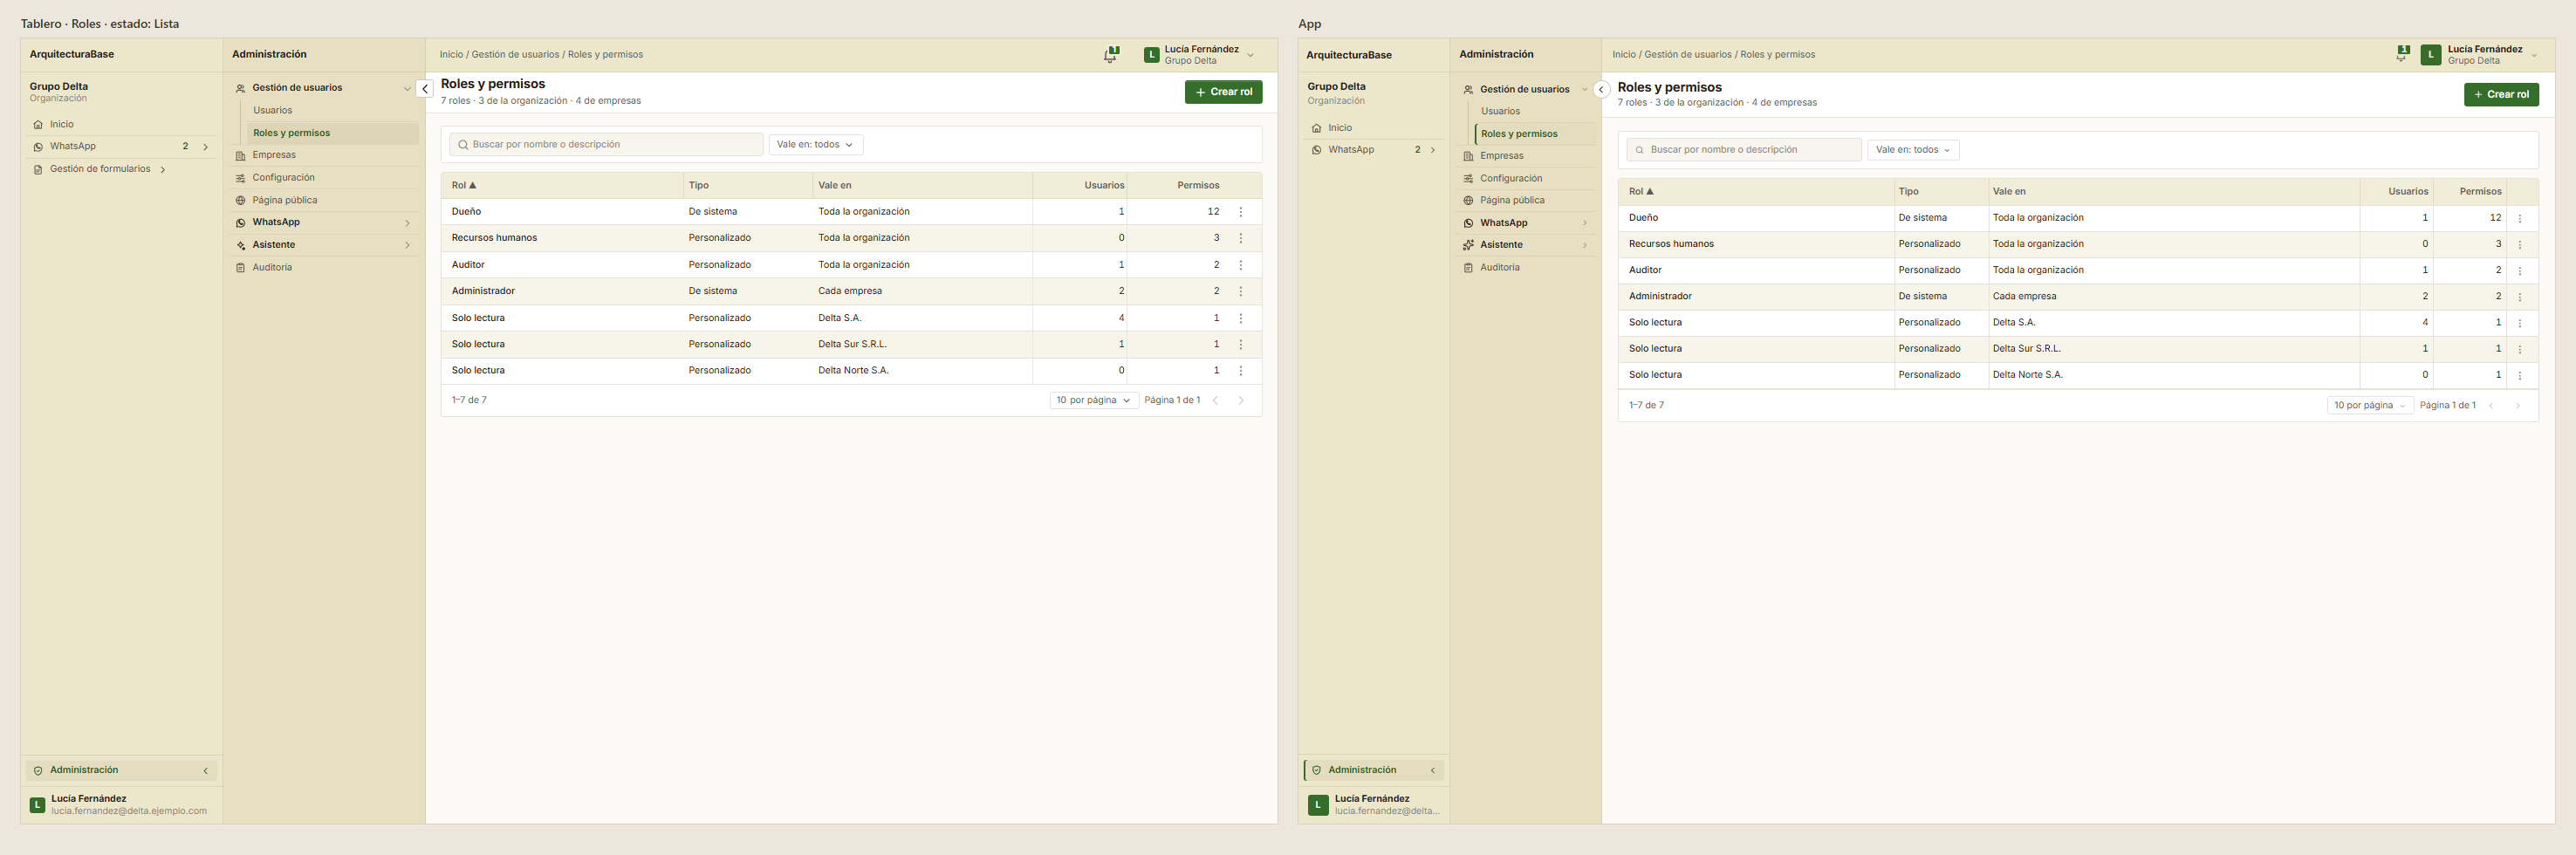 Tablero · Roles · estado: Lista
ArquitecturaBase
Grupo Delta
Organización
Inicio
WhatsApp 2
Gestión de formularios
Administración
Lucía Fernández
lucia.fernandez@delta.ejemplo.com
Administración
Gestión de usuarios
Usuarios
Roles y permisos
Empresas
Configuración
Página pública
WhatsApp
Asistente
Auditoría
Inicio / Gestión de usuarios / Roles y permisos
1
L Lucía Fernández
Grupo Delta
Roles y permisos
7 roles · 3 de la organización · 4 de empresas
+ Crear rol
Buscar por nombre o descripción Vale en: todos
Rol ▲ Tipo Vale en Usuarios Permisos
Dueño De sistema Toda la organización 1 12
Recursos humanos Personalizado Toda la organización 0 3
Auditor Personalizado Toda la organización 1 2
Administrador De sistema Cada empresa 2 2
Solo lectura Personalizado Delta S.A. 4 1
Solo lectura Personalizado Delta Sur S.R.L. 1 1
Solo lectura Personalizado Delta Norte S.A. 0 1
1–7 de 7 10 por página Página 1 de 1
App
ArquitecturaBase
Grupo Delta
Organización
Inicio
WhatsApp 2
Administración
L Lucía Fernández
lucia.fernandez@delta...
Administración
Gestión de usuarios
Usuarios
Roles y permisos
Empresas
Configuración
Página pública
WhatsApp
Asistente
Auditoría
Inicio / Gestión de usuarios / Roles y permisos
1
L Lucía Fernández
Grupo Delta
Roles y permisos
7 roles · 3 de la organización · 4 de empresas
+ Crear rol
Buscar por nombre o descripción Vale en: todos
Rol ▲ Tipo Vale en Usuarios Permisos
Dueño De sistema Toda la organización 1 12
Recursos humanos Personalizado Toda la organización 0 3
Auditor Personalizado Toda la organización 1 2
Administrador De sistema Cada empresa 2 2
Solo lectura Personalizado Delta S.A. 4 1
Solo lectura Personalizado Delta Sur S.R.L. 1 1
Solo lectura Personalizado Delta Norte S.A. 0 1
1–7 de 7 10 por página Página 1 de 1